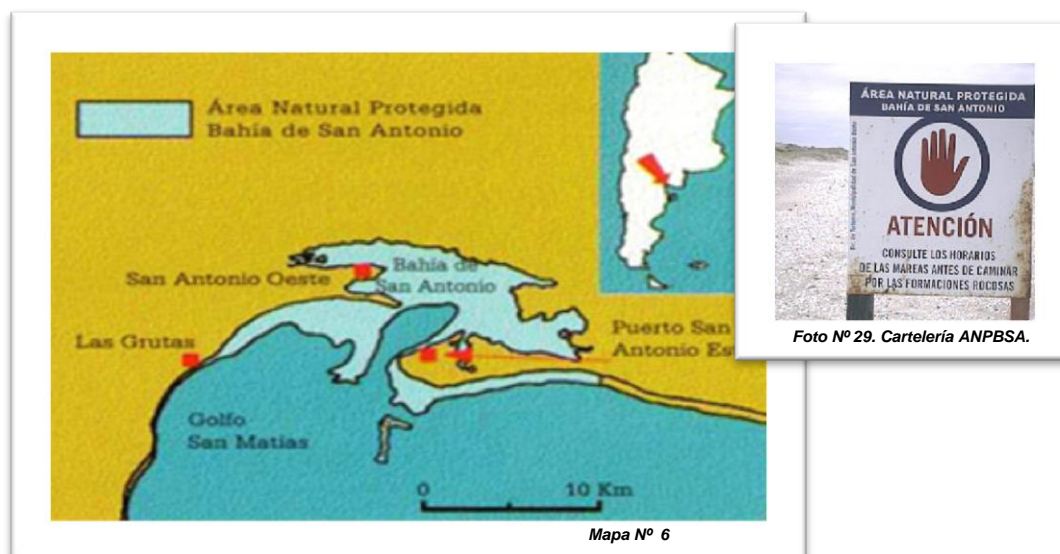 Área Natural Protegida
Bahía de San Antonio
San Antonio Oeste
Bahía de
San Antonio
Las Grutas
Puerto San
Antonio Es
Golfo
San Matias
0 10 Km
Mapa Nº 6
ÁREA NATURAL PROTEGIDA
BAHÍA DE SAN ANTONIO
ATENCIÓN
CONSULTE LOS HORARIOS
DE LAS MAREAS ANTES DE CAMINAR
POR LAS FORMACIONES ROCOSAS
Foto Nº 29. Cartelería ANPBSA.